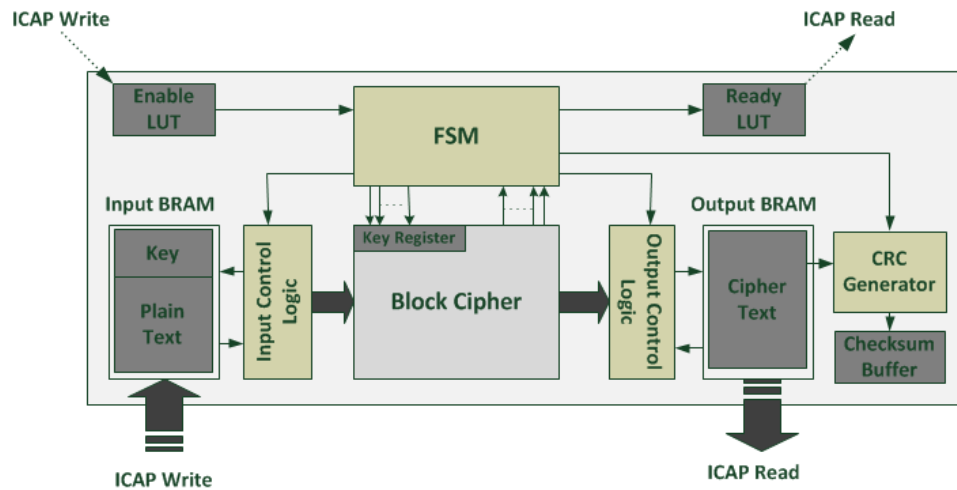 ICAP Write
ICAP Read
Enable
LUT
FSM
Ready
LUT
Input BRAM
Output BRAM
Key
Plain
Text
Input Control
Logic
Key Register
Block Cipher
Output Control
Logic
Cipher
Text
CRC
Generator
Checksum
Buffer
ICAP Write
ICAP Read